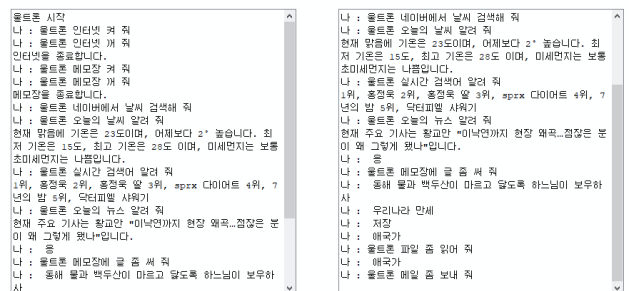 울트론 시작
나 : 울트론 인터넷 켜 줘
나 : 울트론 인터넷 꺼 줘
인터넷을 종료합니다.
나 : 울트론 메모장 켜 줘
나 : 울트론 메모장 꺼 줘
메모장을 종료합니다.
나 : 울트론 네이버에서 날씨 검색해 줘
나 : 울트론 오늘의 날씨 알려 줘
현재 맑음에 기온은 23도이며, 어제보다 2° 높습니다. 최
저 기온은 15도, 최고 기온은 28도 이며, 미세먼지는 보통
초미세먼지는 나쁨입니다.
나 : 울트론 실시간 검색어 알려 줘
1위, 홍정욱 2위, 홍정욱 딸 3위, sprx 다이어트 4위, 7
년의 밤 5위, 닥터피엘 샤워기
나 : 울트론 오늘의 뉴스 알려 줘
현재 주요 기사는 황교안 "이낙연까지 현장 왜곡…점잖은 분
이 왜 그렇게 됐나"입니다.
나 : 응
나 : 울트론 메모장에 글 좀 써 줘
나 : 동해 물과 백두산이 마르고 닳도록 하느님이 보우하
사
나 : 울트론 네이버에서 날씨 검색해 줘
나 : 울트론 오늘의 날씨 알려 줘
현재 맑음에 기온은 23도이며, 어제보다 2° 높습니다. 최
저 기온은 15도, 최고 기온은 28도 이며, 미세먼지는 보통
초미세먼지는 나쁨입니다.
나 : 울트론 실시간 검색어 알려 줘
1위, 홍정욱 2위, 홍정욱 딸 3위, sprx 다이어트 4위, 7
년의 밤 5위, 닥터피엘 샤워기
나 : 울트론 오늘의 뉴스 알려 줘
현재 주요 기사는 황교안 "이낙연까지 현장 왜곡…점잖은 분
이 왜 그렇게 됐나"입니다.
나 : 응
나 : 울트론 메모장에 글 좀 써 줘
나 : 동해 물과 백두산이 마르고 닳도록 하느님이 보우하
사
나 : 우리나라 만세
나 : 저장
나 : 애국가
나 : 울트론 파일 좀 읽어 줘
나 : 애국가
나 : 울트론 메일 좀 보내 줘